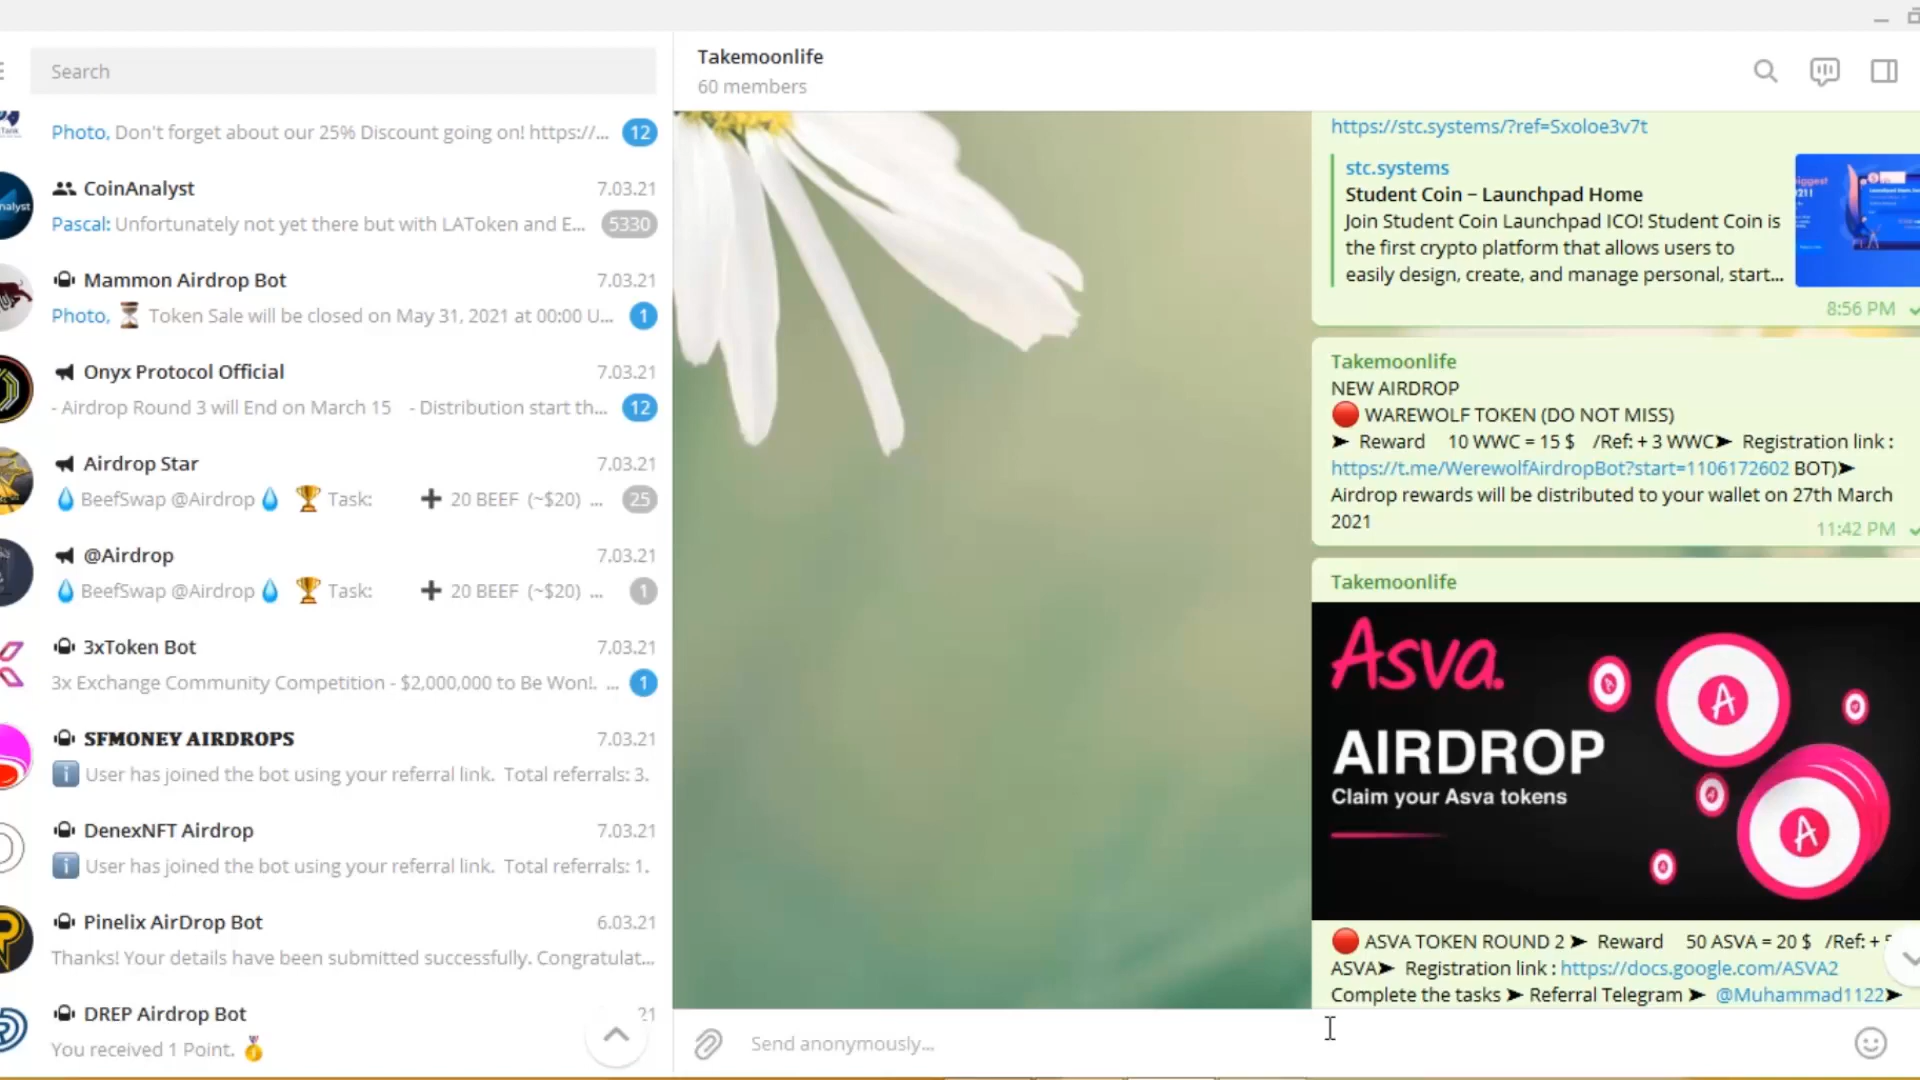 Search
Photo, Don't forget about our 25% Discount going on! https://... 12
CoinAnalyst 7.03.21
Pascal: Unfortunately not yet there but with LAToken and E... 5330
Mammon Airdrop Bot 7.03.21
Photo, ⏳ Token Sale will be closed on May 31, 2021 at 00:00 U... 1
Onyx Protocol Official 7.03.21
- Airdrop Round 3 will End on March 15 - Distribution start th... 12
Airdrop Star 7.03.21
💧 BeefSwap @Airdrop 💧 🏆 Task: ➕ 20 BEEF (~$20) ... 25
@Airdrop 7.03.21
💧 BeefSwap @Airdrop 💧 🏆 Task: ➕ 20 BEEF (~$20) ... 1
3xToken Bot 7.03.21
3x Exchange Community Competition - $2,000,000 to Be Won!. ... 1
SFMONEY AIRDROPS 7.03.21
ℹ️ User has joined the bot using your referral link. Total referrals: 3.
DenexNFT Airdrop 7.03.21
ℹ️ User has joined the bot using your referral link. Total referrals: 1.
Pinelix AirDrop Bot 6.03.21
Thanks! Your details have been submitted successfully. Congratulat...
DREP Airdrop Bot 21
You received 1 Point. 🥇
Takemoonlife
60 members
https://stc.systems/?ref=Sxoloe3v7t
stc.systems
Student Coin – Launchpad Home
Join Student Coin Launchpad ICO! Student Coin is
the first crypto platform that allows users to
easily design, create, and manage personal, start...
8:56 PM
Takemoonlife
NEW AIRDROP
🔴 WAREWOLF TOKEN (DO NOT MISS)
➤ Reward 10 WWC = 15 $ /Ref: + 3 WWC➤ Registration link :
https://t.me/WerewolfAirdropBot?start=1106172602 BOT)➤
Airdrop rewards will be distributed to your wallet on 27th March
2021
11:42 PM
Takemoonlife
Asva.
AIRDROP
Claim your Asva tokens
🔴 ASVA TOKEN ROUND 2 ➤ Reward 50 ASVA = 20 $ /Ref: +
ASVA➤ Registration link : https://docs.google.com/ASVA2
Complete the tasks ➤ Referral Telegram ➤ @Muhammad1122➤
Send anonymously...